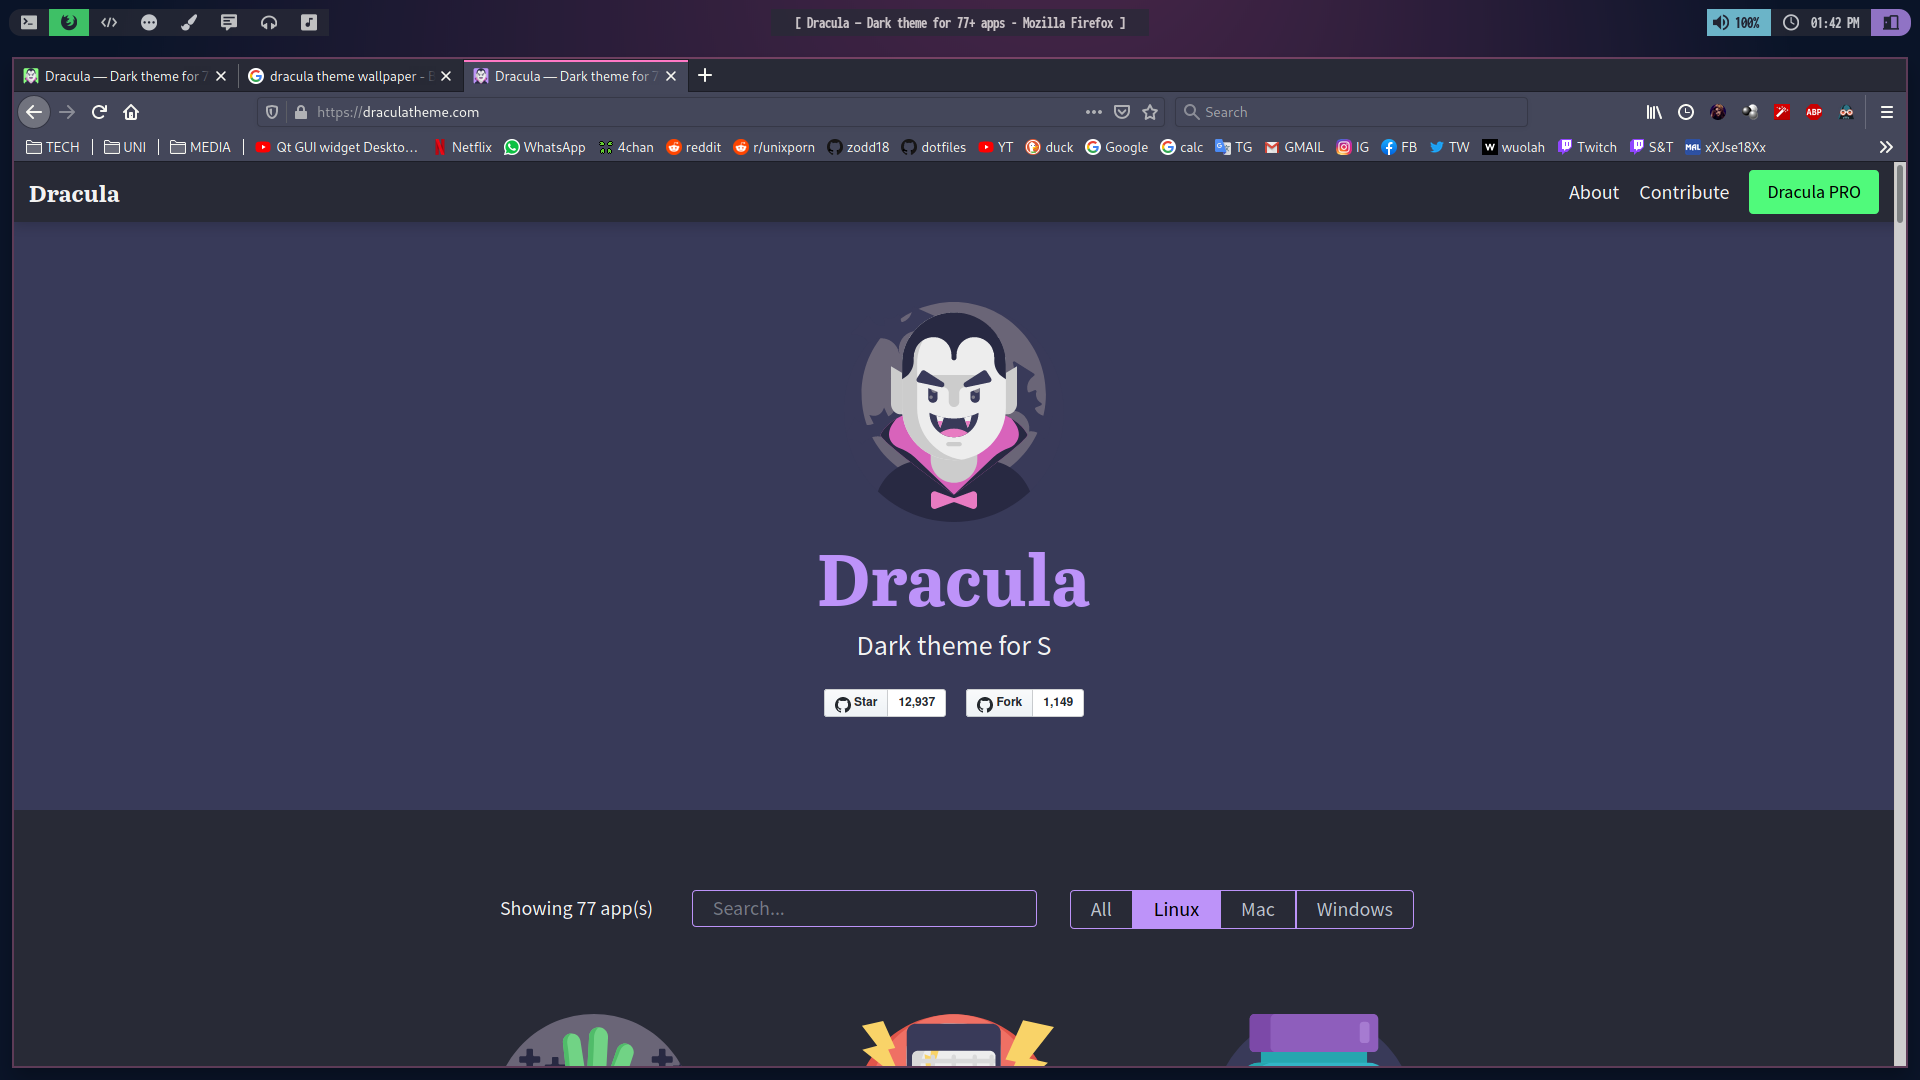 [ Dracula — Dark theme for 77+ apps - Mozilla Firefox ]
100%
01:42 PM
Dracula — Dark theme for 7
dracula theme wallpaper -
Dracula — Dark theme for 7
https://draculatheme.com
Search
ABP
TECH
UNI
MEDIA
Qt GUI widget Deskto…
Netflix
WhatsApp
4chan
reddit
r/unixporn
zodd18
dotfiles
YT
duck
Google
calc
TG
GMAIL
IG
FB
TW
w wuolah
Twitch
S&T
MAL xXJse18Xx
Dracula
About
Contribute
Dracula PRO
Dracula
Dark theme for S
Star 12,937
Fork 1,149
Showing 77 app(s)
Search...
All
Linux
Mac
Windows